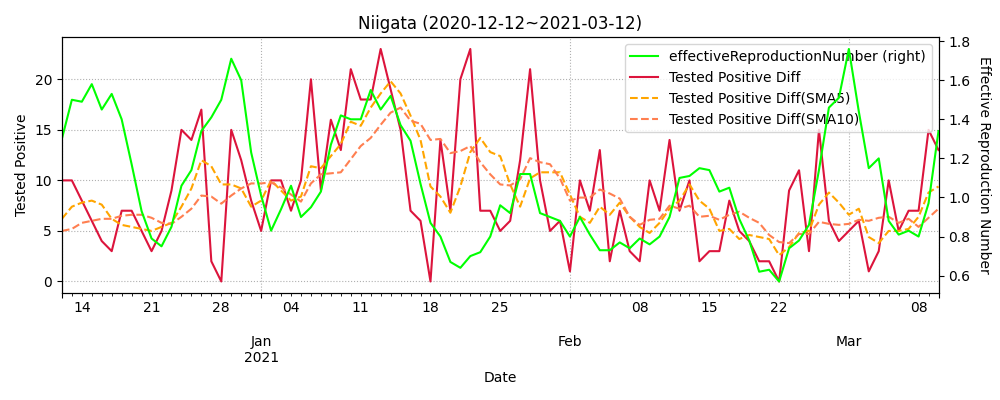 Niigata (2020-12-12~2021-03-12)
effectiveReproductionNumber (right)
Tested Positive Diff
Tested Positive Diff(SMA5)
Tested Positive Diff(SMA10)
Tested Positive
20
15
10
5
0
1.8
1.6
1.4
1.2
1.0
0.8
0.6
Effective Reproduction Number
14 21 28 04 11 18 25 08 15 22 08
Jan Feb Mar
2021
Date